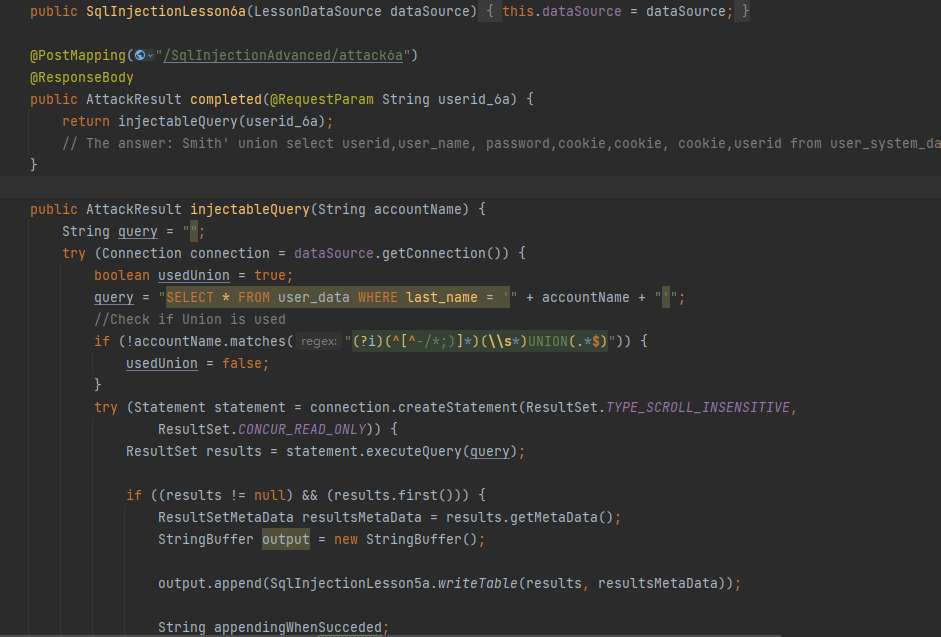 public SqlInjectionLesson6a(LessonDataSource dataSource) { this.dataSource = dataSource; }
@PostMapping("/SqlInjectionAdvanced/attack6a")
@ResponseBody
public AttackResult completed(@RequestParam String userid_6a) {
return injectableQuery(userid_6a);
// The answer: Smith' union select userid,user_name, password,cookie,cookie, cookie,userid from user_system_da
}
public AttackResult injectableQuery(String accountName) {
String query = "";
try (Connection connection = dataSource.getConnection()) {
boolean usedUnion = true;
query = "SELECT * FROM user_data WHERE last_name = '" + accountName + "'";
//Check if Union is used
if (!accountName.matches( regex: "(?i)(^[^-/*;)]*)(\\s*)UNION(.*$)")) {
usedUnion = false;
}
try (Statement statement = connection.createStatement(ResultSet.TYPE_SCROLL_INSENSITIVE,
ResultSet.CONCUR_READ_ONLY)) {
ResultSet results = statement.executeQuery(query);
if ((results != null) && (results.first())) {
ResultSetMetaData resultsMetaData = results.getMetaData();
StringBuffer output = new StringBuffer();
output.append(SqlInjectionLesson5a.writeTable(results, resultsMetaData));
String appendingWhenSucceded;